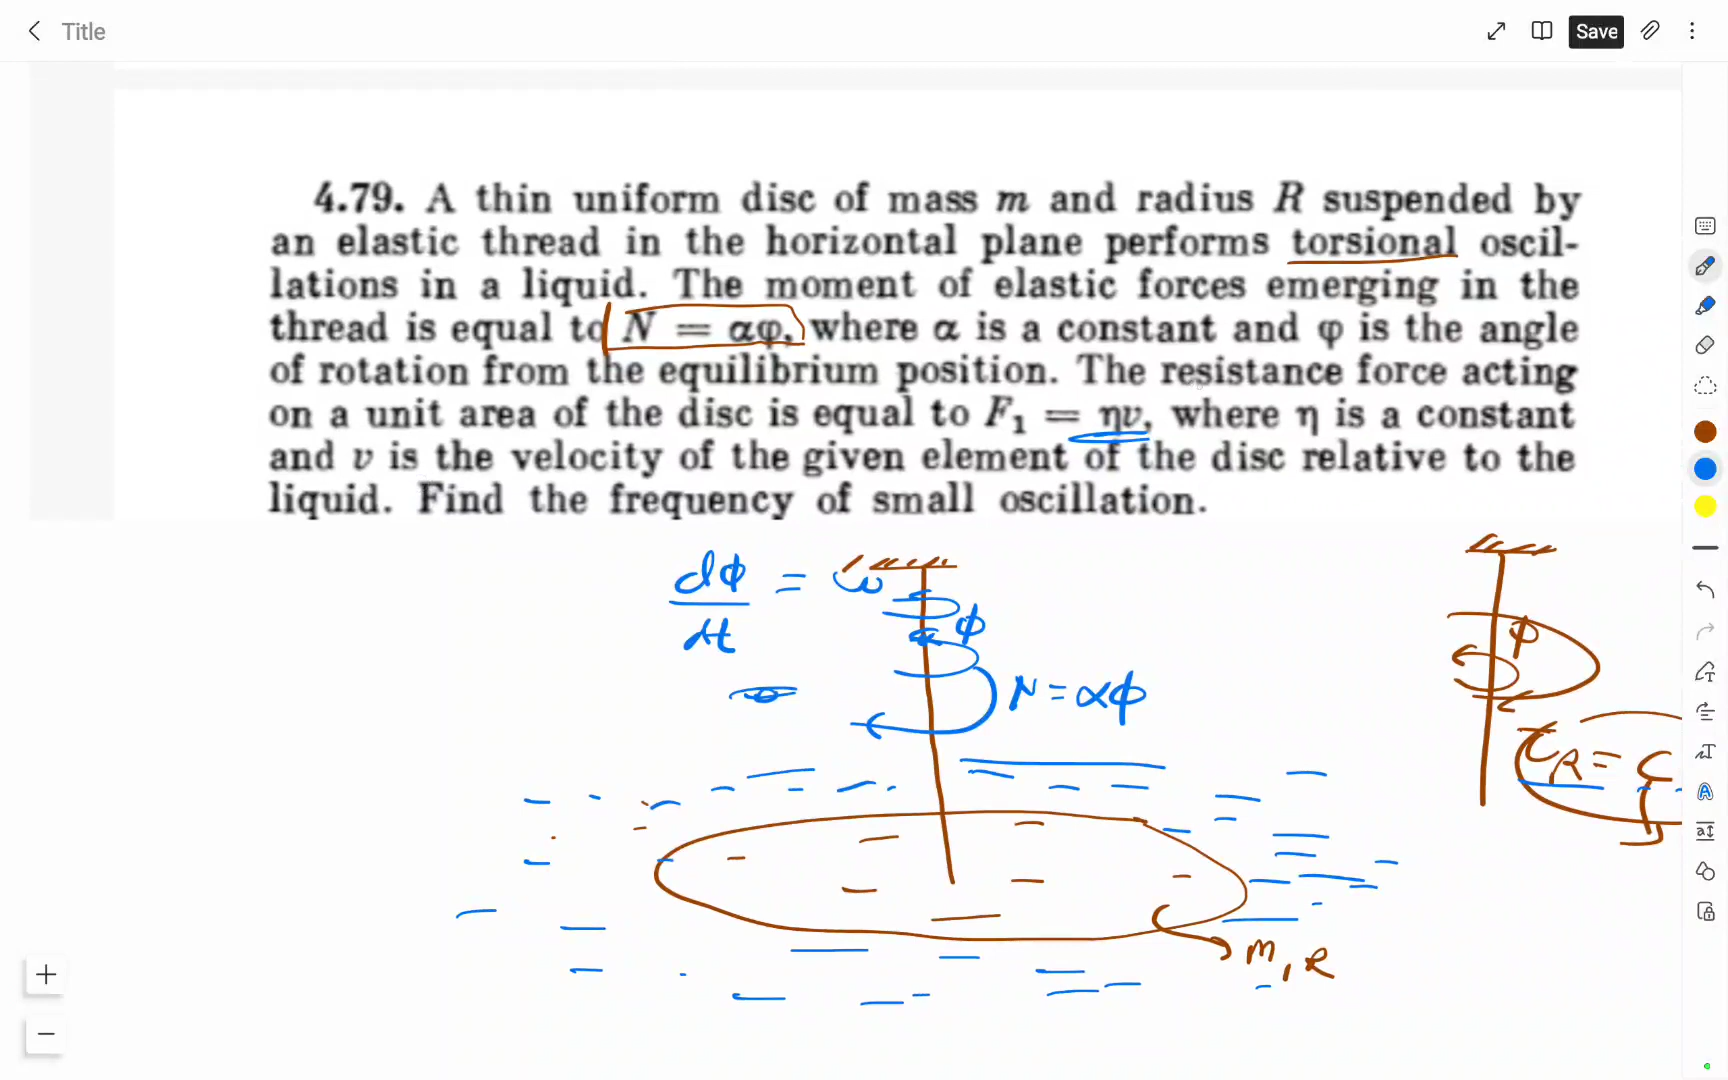 Title
Save
4.79. A thin uniform disc of mass m and radius R suspended by
an elastic thread in the horizontal plane performs torsional oscil-
lations in a liquid. The moment of elastic forces emerging in the
thread is equal to N = αφ, where α is a constant and φ is the angle
of rotation from the equilibrium position. The resistance force acting
on a unit area of the disc is equal to F₁ = ηv, where η is a constant
and v is the velocity of the given element of the disc relative to the
liquid. Find the frequency of small oscillation.
dϕ/dt = ω
ϕ
N = αϕ
φ
τR = C
m, R